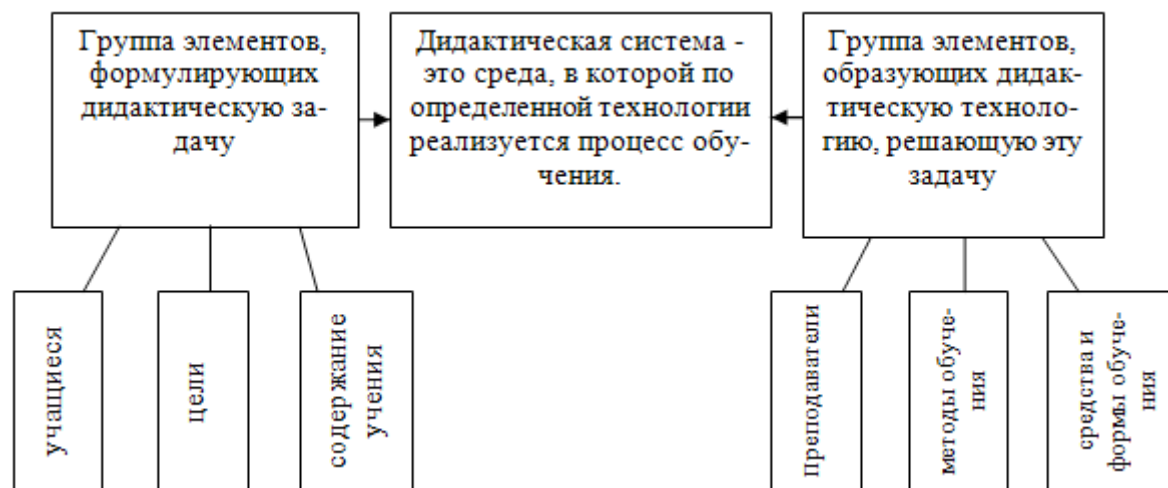 Группа элементов,
формулирующих
дидактическую за-
дачу
Дидактическая система -
это среда, в которой по
определенной технологии
реализуется процесс обу-
чения.
Группа элементов,
образующих дидак-
тическую техноло-
гию, решающую эту
задачу
учащиеся
цели
содержание
учения
преподаватели
методы обуче-
ния
средства и
формы обуче-
ния